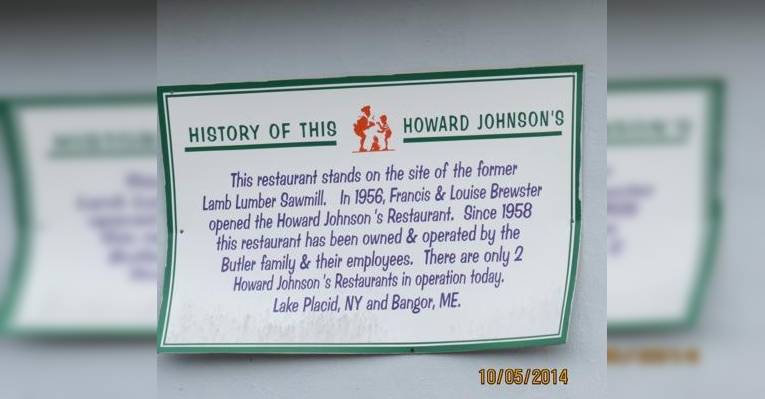 HISTORY OF THIS HOWARD JOHNSON'S
This restaurant stands on the site of the former
Lamb Lumber Sawmill. In 1956, Francis & Louise Brewster
opened the Howard Johnson's Restaurant. Since 1958
this restaurant has been owned & operated by the
Butler family & their employees. There are only 2
Howard Johnson's Restaurants in operation today.
Lake Placid, NY and Bangor, ME.
10/05/2014